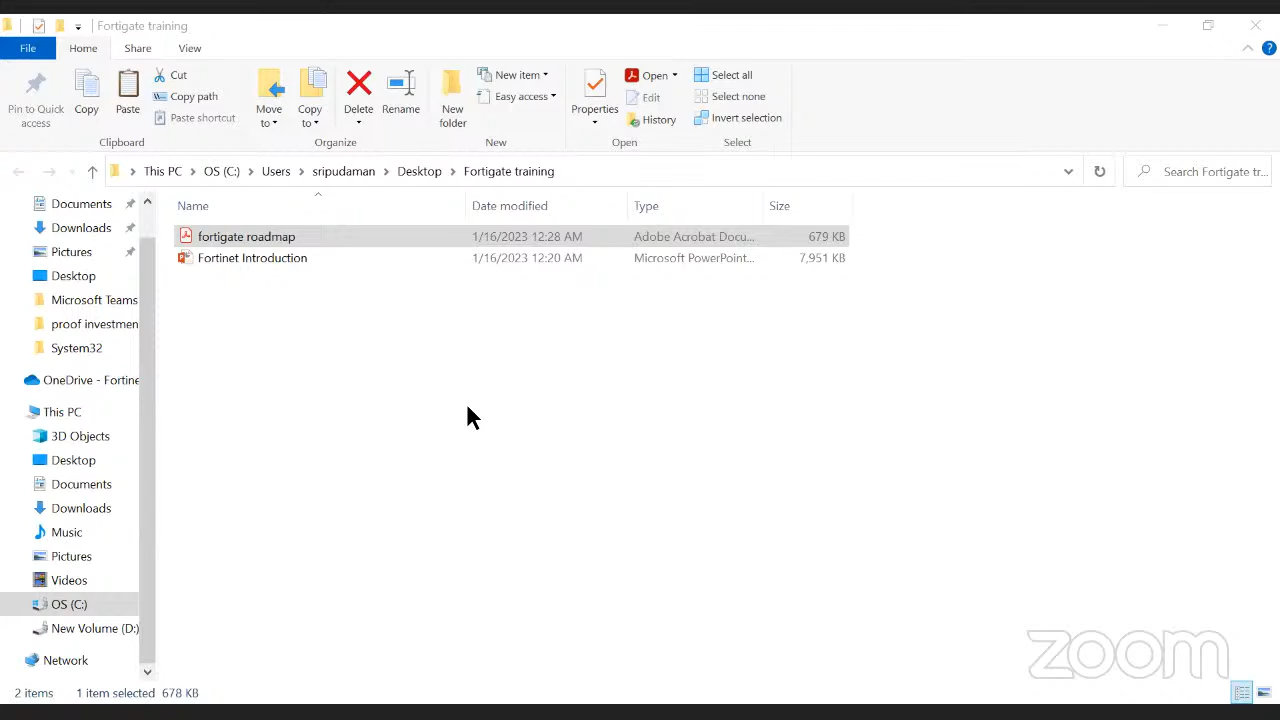 Fortigate training
File Home Share View
Pin to Quick access
Copy
Paste
Cut
Copy path
Paste shortcut
Clipboard
Move to
Copy to
Delete
Rename
Organize
New folder
New item
Easy access
New
Properties
Open
Edit
History
Open
Select all
Select none
Invert selection
Select
This PC > OS (C:) > Users > sripudaman > Desktop > Fortigate training
Search Fortigate tr...
Name Date modified Type Size
fortigate roadmap 1/16/2023 12:28 AM Adobe Acrobat Docu... 679 KB
Fortinet Introduction 1/16/2023 12:20 AM Microsoft PowerPoint... 7,951 KB
Documents
Downloads
Pictures
Desktop
Microsoft Teams
proof investmen
System32
OneDrive - Fortine
This PC
3D Objects
Desktop
Documents
Downloads
Music
Pictures
Videos
OS (C:)
New Volume (D:)
Network
zoom
2 items 1 item selected 678 KB